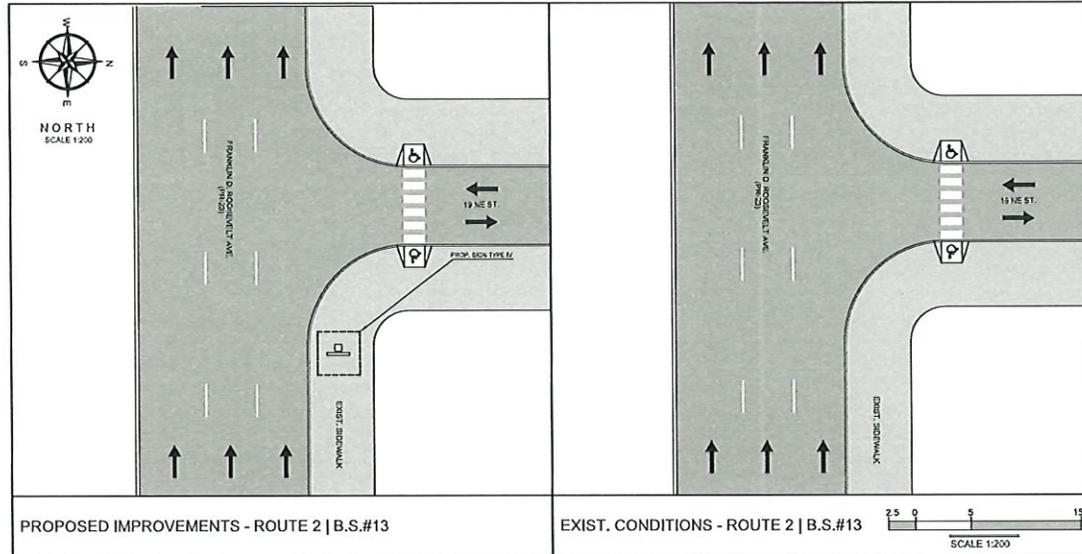 W
S
N
E
NORTH
SCALE 1:200
FRANKLIN D. ROOSEVELT AVE.
(PR-23)
19 NE ST.
PROP. SIGN TYPE IV
EXIST. SIDEWALK
PROPOSED IMPROVEMENTS - ROUTE 2 | B.S.#13
FRANKLIN D. ROOSEVELT AVE.
(PR-23)
19 NE ST.
EXIST. SIDEWALK
EXIST. CONDITIONS - ROUTE 2 | B.S.#13
2.5 0 5 15
SCALE 1:200